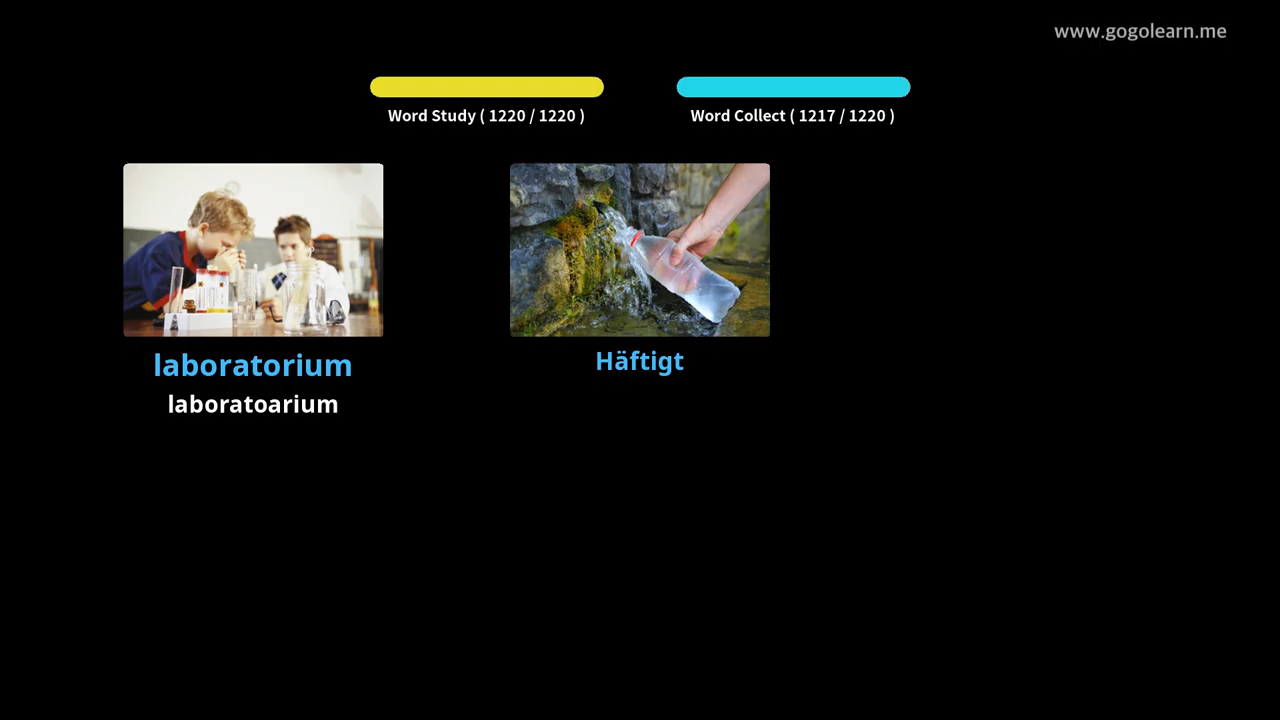 www.gogolearn.me
Word Study ( 1220 / 1220 )
Word Collect ( 1217 / 1220 )
laboratorium
laboratoarium
Häftigt